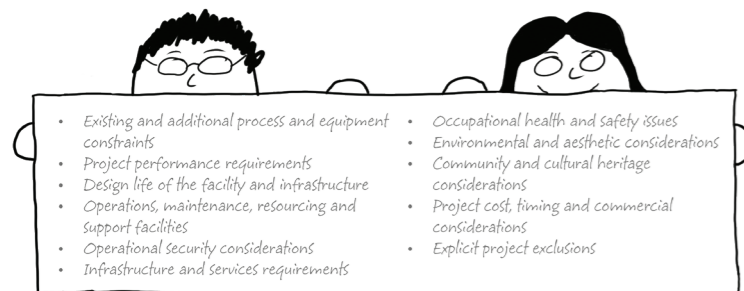 • Existing and additional process and equipment
constraints
• Project performance requirements
• Design life of the facility and infrastructure
• Operations, maintenance, resourcing and
support facilities
• Operational security considerations
• Infrastructure and services requirements
• Occupational health and safety issues
• Environmental and aesthetic considerations
• Community and cultural heritage
considerations
• Project cost, timing and commercial
considerations
• Explicit project exclusions